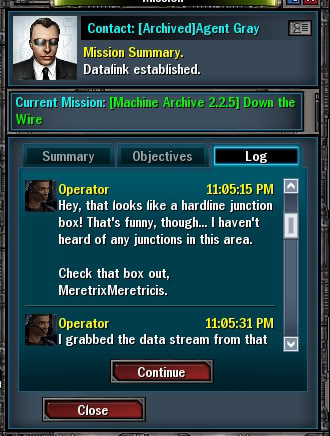 Mission
Contact: [Archived]Agent Gray
Mission Summary.
Datalink established.
Current Mission: [Machine Archive 2.2.5] Down the
Wire
Summary
Objectives
Log
Operator 11:05:15 PM
Hey, that looks like a hardline junction
box! That's funny, though... I haven't
heard of any junctions in this area.
Check that box out,
MeretrixMeretricis.
Operator 11:05:31 PM
I grabbed the data stream from that
Continue
Close